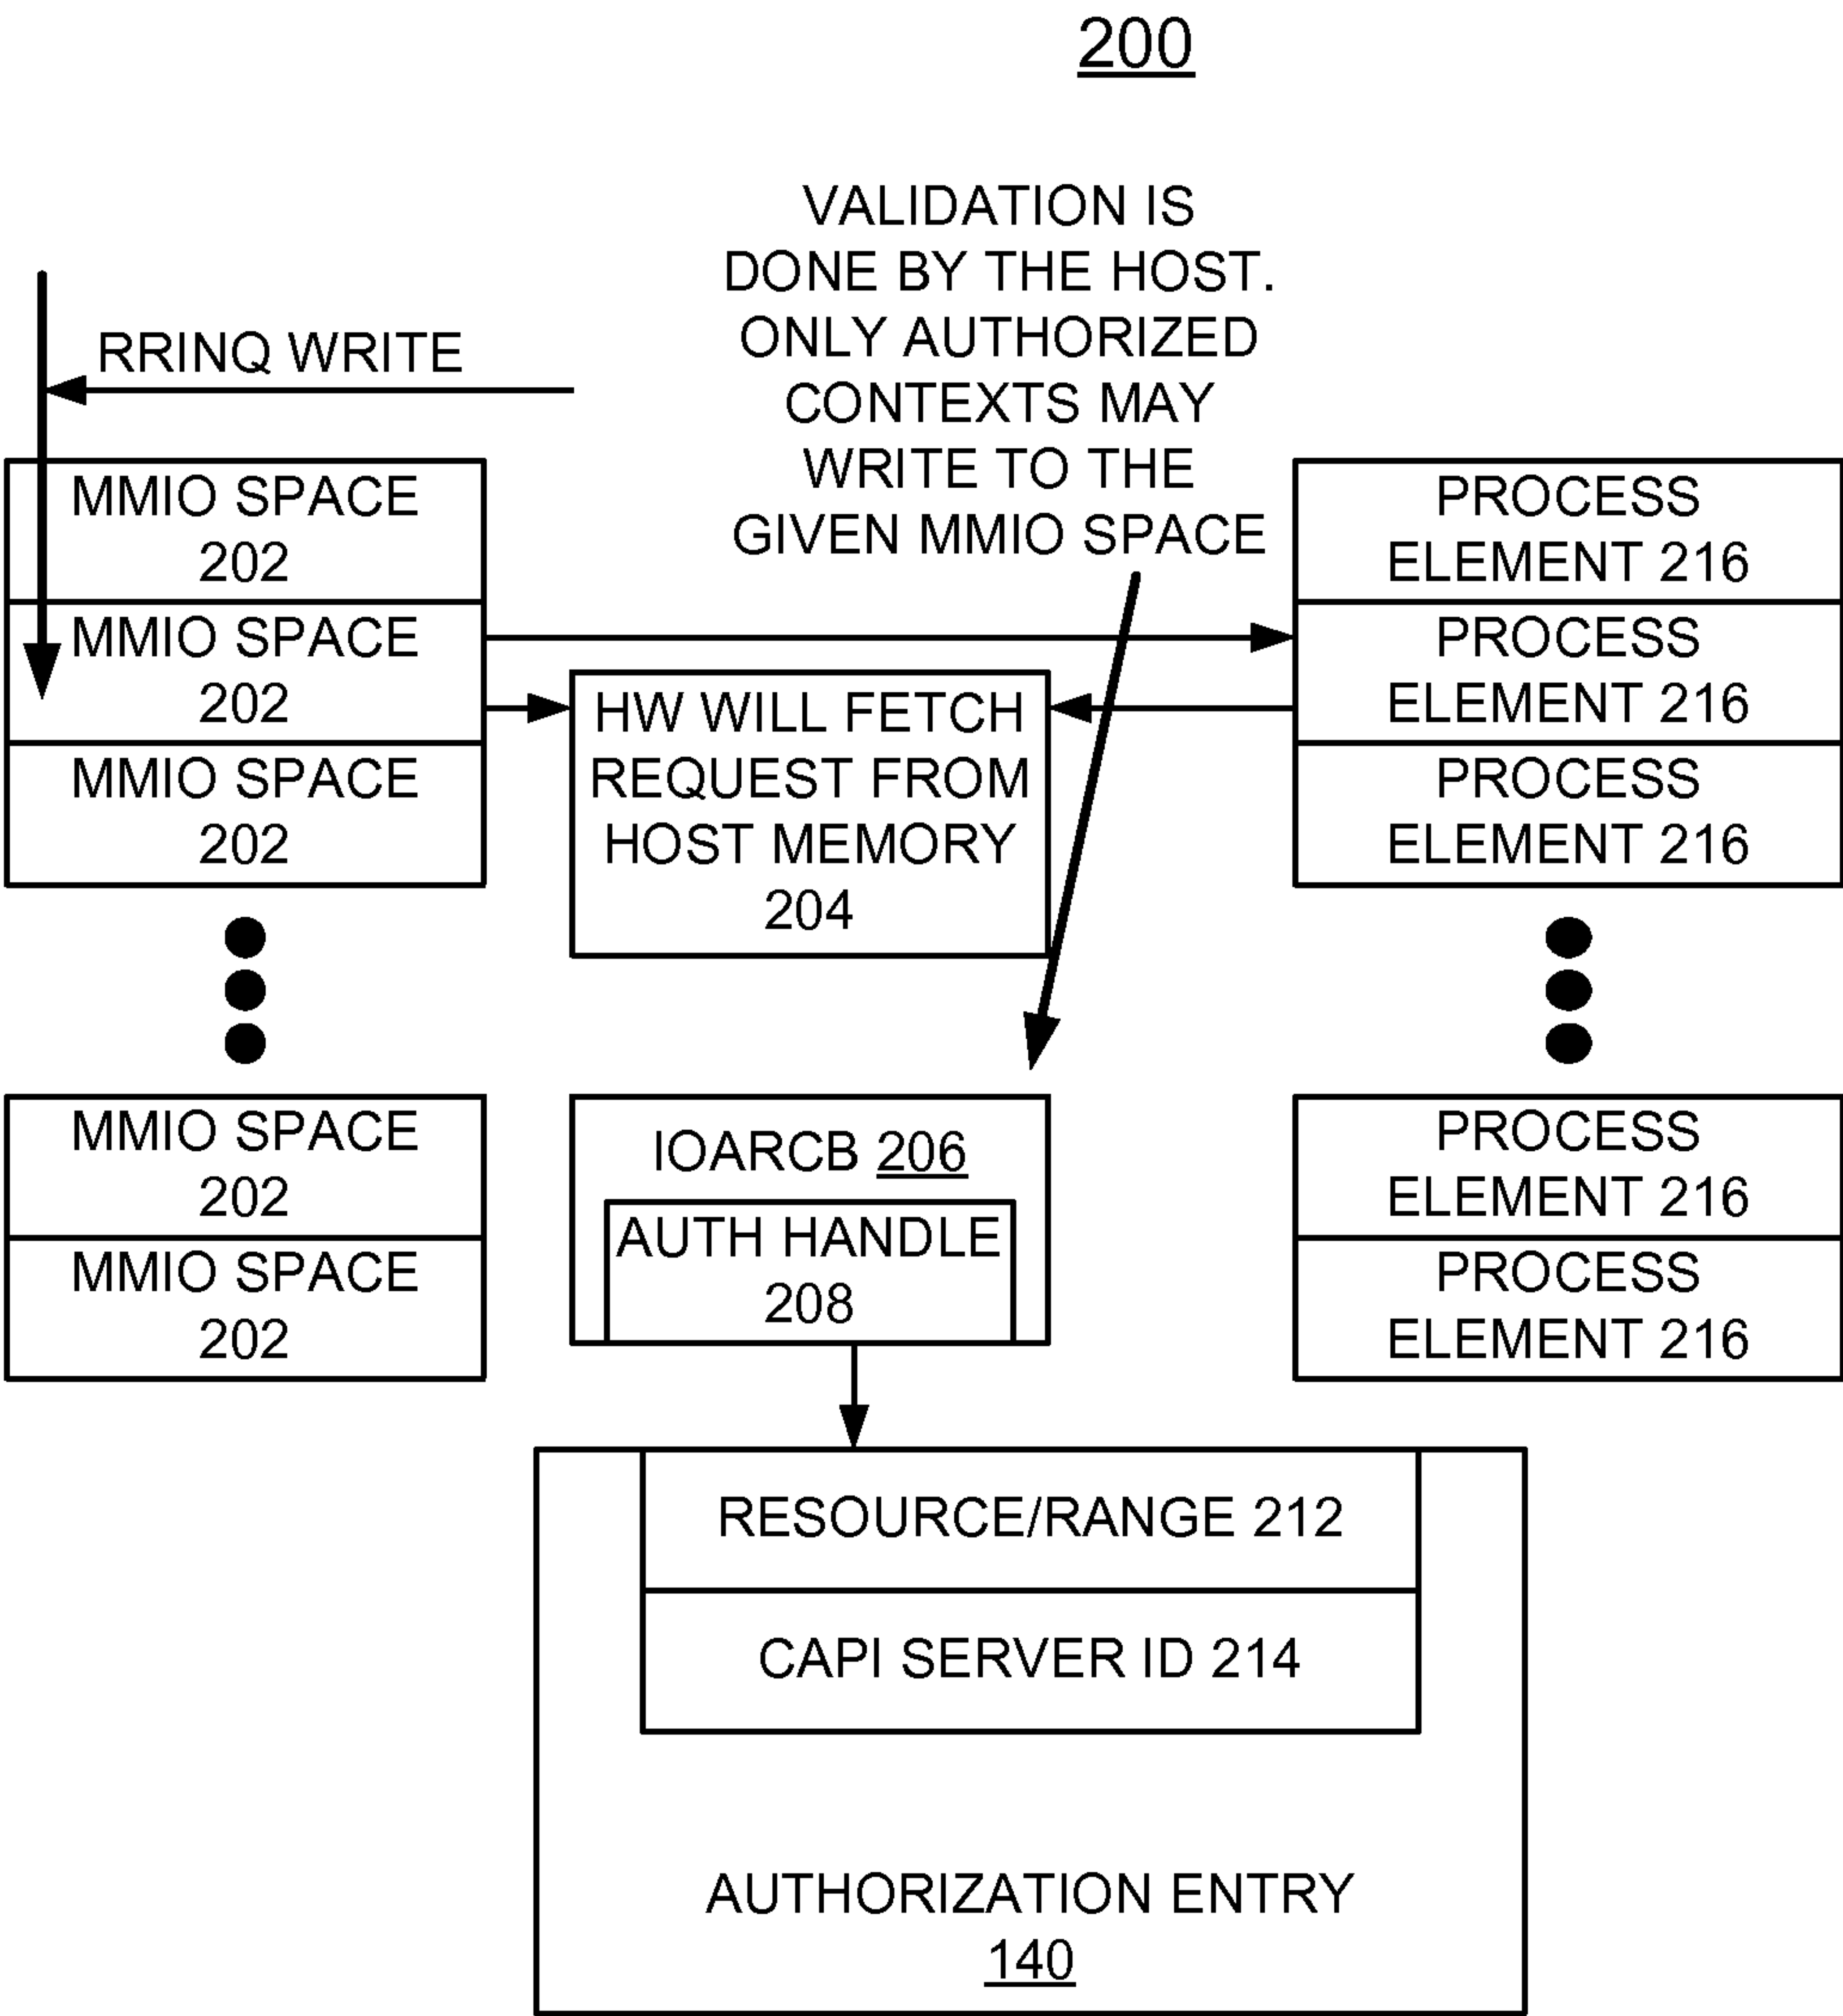 200
VALIDATION IS
DONE BY THE HOST.
ONLY AUTHORIZED
CONTEXTS MAY
WRITE TO THE
GIVEN MMIO SPACE
RRINQ WRITE
MMIO SPACE
202
MMIO SPACE
202
MMIO SPACE
202
HW WILL FETCH
REQUEST FROM
HOST MEMORY
204
PROCESS
ELEMENT 216
PROCESS
ELEMENT 216
PROCESS
ELEMENT 216
MMIO SPACE
202
MMIO SPACE
202
IOARCB 206
AUTH HANDLE
208
PROCESS
ELEMENT 216
PROCESS
ELEMENT 216
RESOURCE/RANGE 212
CAPI SERVER ID 214
AUTHORIZATION ENTRY
140